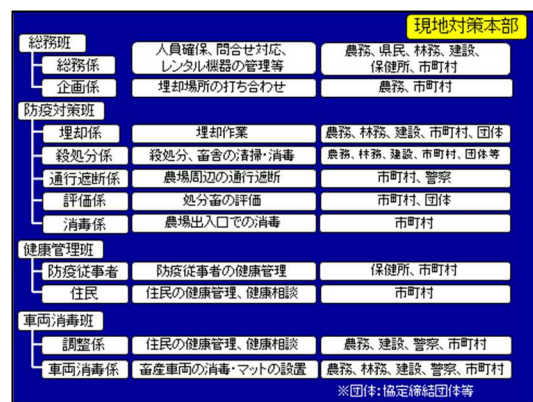 現地対策本部
総務班
総務係 人員確保、問合せ対応、レンタル機器の管理等 農務、県民、林務、建設、保健所、市町村
企画係 埋却場所の打ち合わせ 農務、市町村
防疫対策班
埋却係 埋却作業 農務、林務、建設、市町村、団体
殺処分係 殺処分、畜舎の清掃・消毒 農務、林務、建設、市町村、団体等
通行遮断係 農場周辺の通行遮断 市町村、警察
評価係 処分畜の評価 市町村、団体
消毒係 農場出入口での消毒 市町村
健康管理班
防疫従事者 防疫従事者の健康管理 保健所、市町村
住民 住民の健康管理、健康相談 市町村
車両消毒班
調整係 住民の健康管理、健康相談 農務、建設、警察、市町村
車両消毒係 畜産車両の消毒・マットの設置 農務、林務、建設、警察、市町村
※団体:協定締結団体等